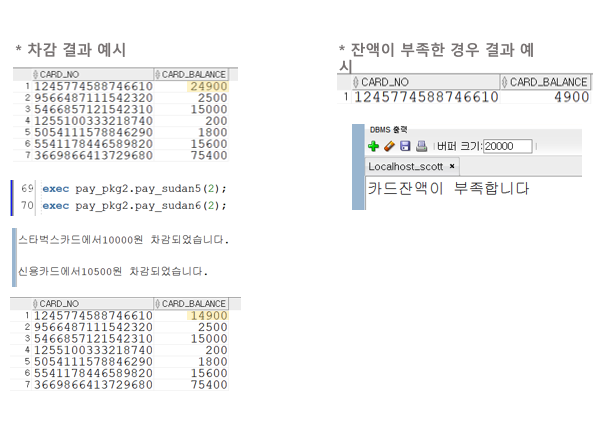 * 차감 결과 예시
CARD_NO CARD_BALANCE
1 1245774588746610 24900
2 9566487111542320 2500
3 5466857121542310 15000
4 1255100333218740 200
5 5054111578846290 1800
6 5541178446589820 15600
7 3669866413729680 75400
69 exec pay_pkg2.pay_sudan5(2);
70 exec pay_pkg2.pay_sudan6(2);
스타벅스카드에서10000원 차감되었습니다.
신용카드에서10500원 차감되었습니다.
CARD_NO CARD_BALANCE
1 1245774588746610 14900
2 9566487111542320 2500
3 5466857121542310 15000
4 1255100333218740 200
5 5054111578846290 1800
6 5541178446589820 15600
7 3669866413729680 75400
* 잔액이 부족한 경우 결과 예
시
CARD_NO CARD_BALANCE
1 1245774588746610 4900
DBMS 출력
버퍼 크기: 20000
Localhost_scott
카드잔액이 부족합니다